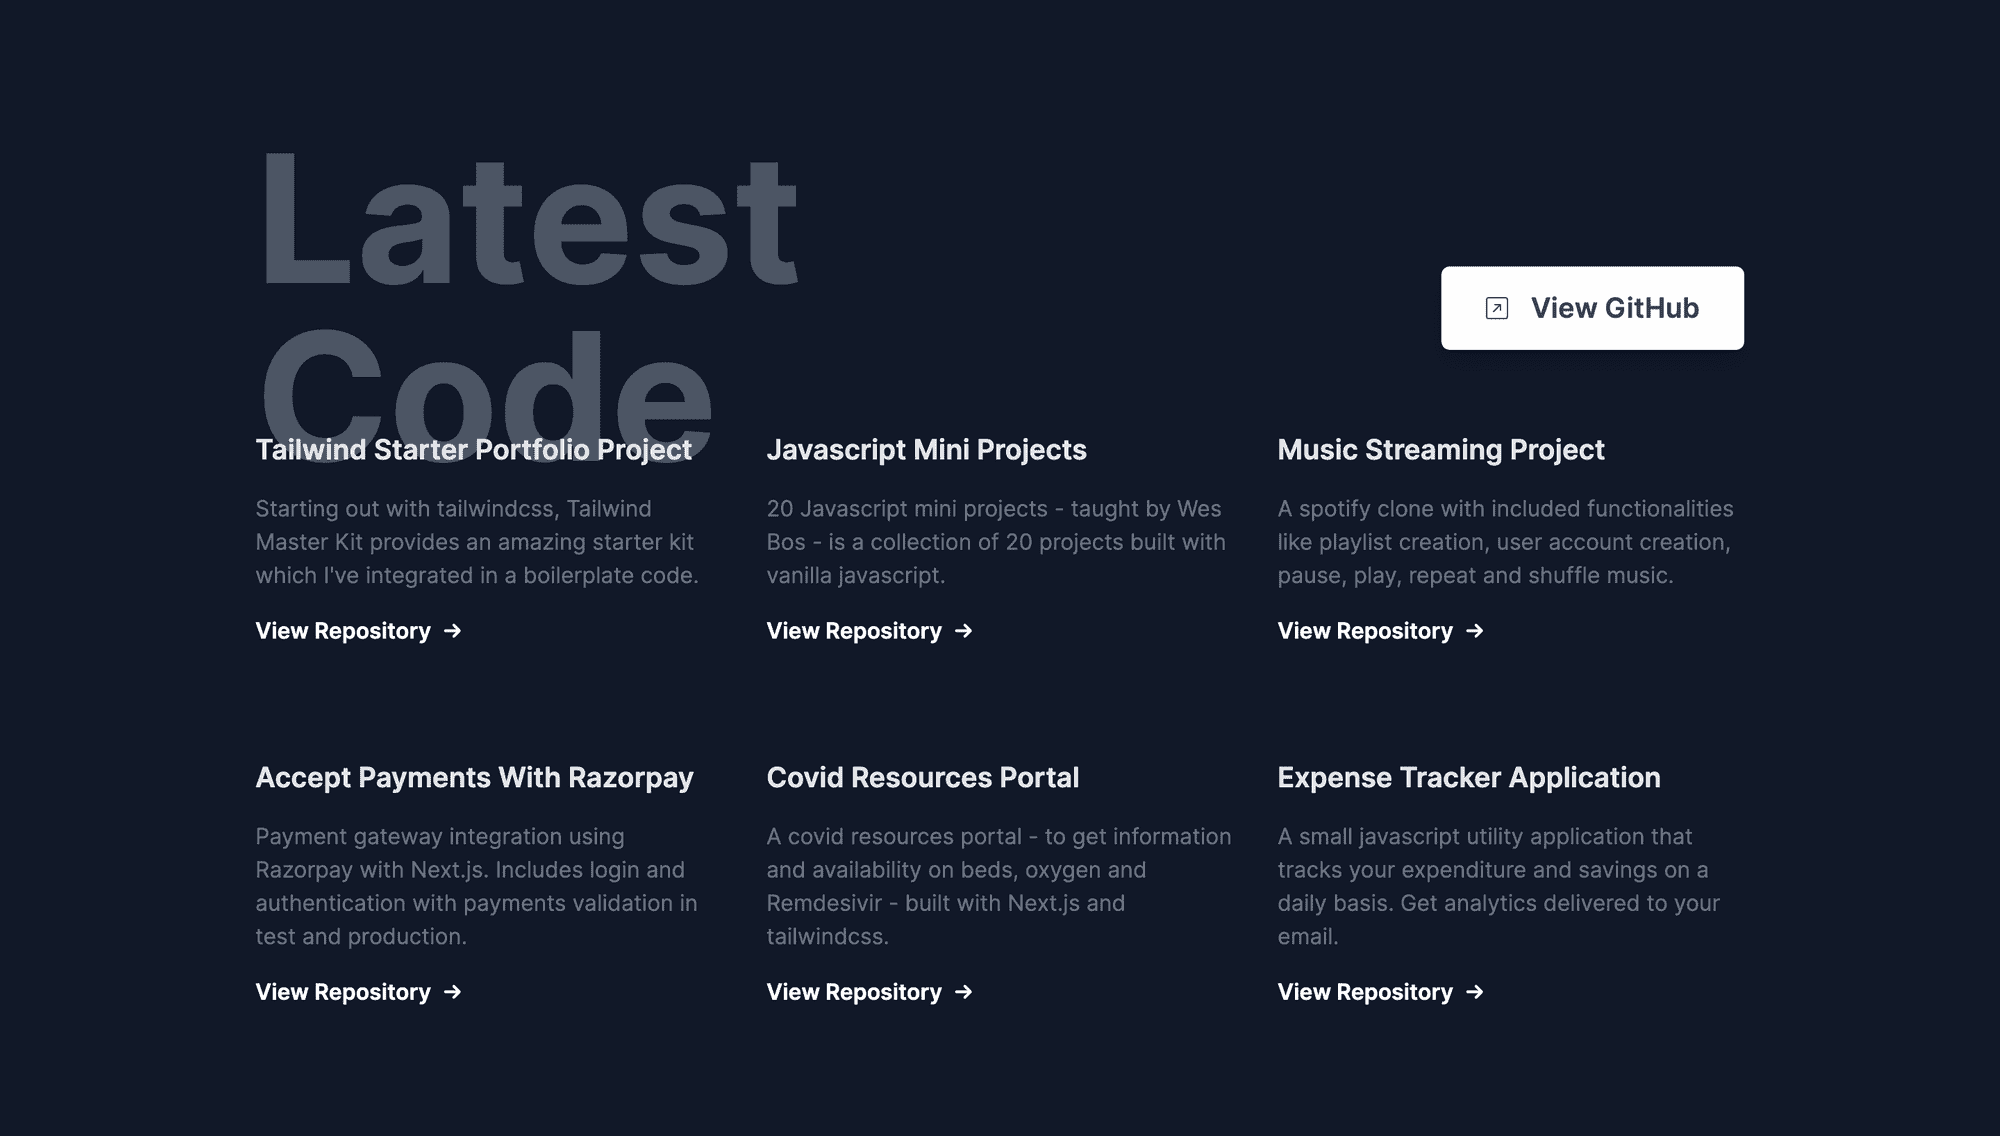 Latest
Code
View GitHub
Tailwind Starter Portfolio Project
Starting out with tailwindcss, Tailwind
Master Kit provides an amazing starter kit
which I've integrated in a boilerplate code.
View Repository →
Javascript Mini Projects
20 Javascript mini projects - taught by Wes
Bos - is a collection of 20 projects built with
vanilla javascript.
View Repository →
Music Streaming Project
A spotify clone with included functionalities
like playlist creation, user account creation,
pause, play, repeat and shuffle music.
View Repository →
Accept Payments With Razorpay
Payment gateway integration using
Razorpay with Next.js. Includes login and
authentication with payments validation in
test and production.
View Repository →
Covid Resources Portal
A covid resources portal - to get information
and availability on beds, oxygen and
Remdesivir - built with Next.js and
tailwindcss.
View Repository →
Expense Tracker Application
A small javascript utility application that
tracks your expenditure and savings on a
daily basis. Get analytics delivered to your
email.
View Repository →